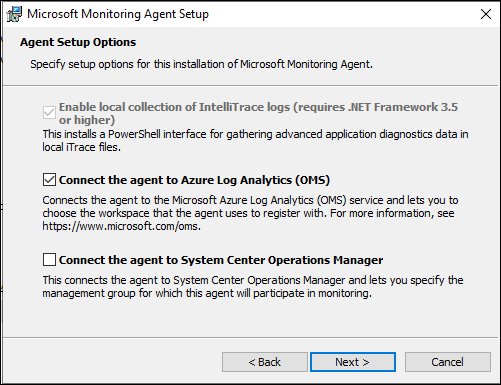 Microsoft Monitoring Agent Setup
Agent Setup Options
Specify setup options for this installation of Microsoft Monitoring Agent.
Enable local collection of IntelliTrace logs (requires .NET Framework 3.5
or higher)
This installs a PowerShell interface for gathering advanced application diagnostics data in
local iTrace files.
Connect the agent to Azure Log Analytics (OMS)
Connects the agent to the Microsoft Azure Log Analytics (OMS) service and lets you to
choose the workspace that the agent uses to register with. For more information, see
https://www.microsoft.com/oms.
Connect the agent to System Center Operations Manager
This connects the agent to System Center Operations Manager and lets you specify the
management group for which this agent will participate in monitoring.
< Back Next > Cancel